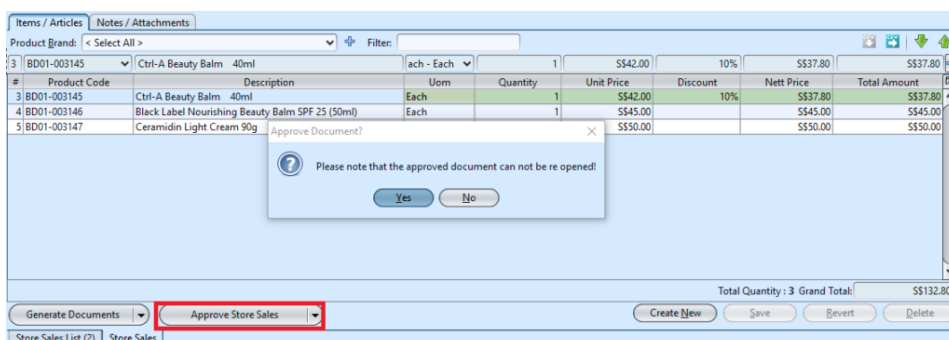 Items / Articles Notes / Attachments
Product Brand: < Select All > Filter:
3 BD01-003145 Ctrl-A Beauty Balm 40ml ach - Each 1 S$42.00 10% S$37.80 S$37.80
# Product Code Description Uom Quantity Unit Price Discount Nett Price Total Amount
3 BD01-003145 Ctrl-A Beauty Balm 40ml Each 1 S$42.00 10% S$37.80 S$37.80
4 BD01-003146 Black Label Nourishing Beauty Balm SPF 25 (50ml) Each 1 S$45.00 S$45.00 S$45.00
5 BD01-003147 Ceramidin Light Cream 90g S$50.00 S$50.00 S$50.00
Approve Document?
Please note that the approved document can not be re opened!
Yes No
Total Quantity : 3 Grand Total: S$132.80
Generate Documents Approve Store Sales Create New Save Revert Delete
Store Sales List (2) Store Sales